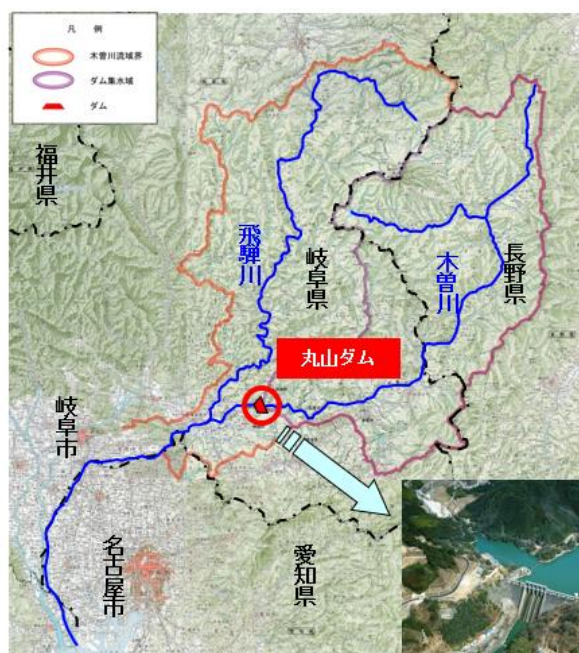 凡　例
木曽川流域界
ダム集水域
ダム
福井県
飛騨川
岐阜県
木曽川
長野県
丸山ダム
岐阜市
名古屋市
愛知県